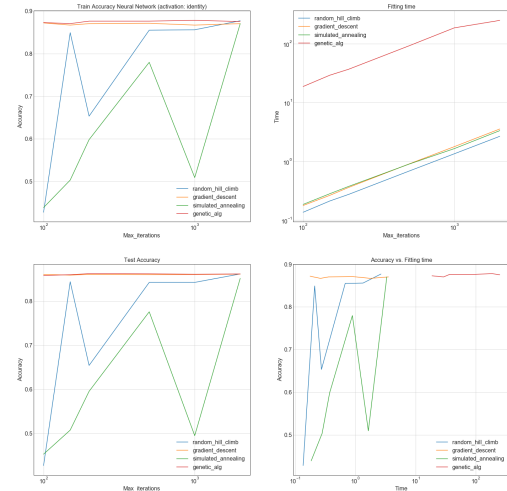 Train Accuracy Neural Network (activation: identity)
Accuracy
0.9
0.8
0.7
0.6
0.5
random_hill_climb
gradient_descent
simulated_annealing
genetic_alg
10²
10³
Max_iterations
Fitting time
Time
10²
10¹
10⁰
10⁻¹
random_hill_climb
gradient_descent
simulated_annealing
genetic_alg
10²
10³
Max_iterations
Test Accuracy
Accuracy
0.8
0.7
0.6
0.5
random_hill_climb
gradient_descent
simulated_annealing
genetic_alg
10²
10³
Max_iterations
Accuracy vs. Fitting time
Accuracy
0.9
0.8
0.7
0.6
0.5
0.4
random_hill_climb
gradient_descent
simulated_annealing
genetic_alg
10⁻¹
10⁰
10¹
10²
Time